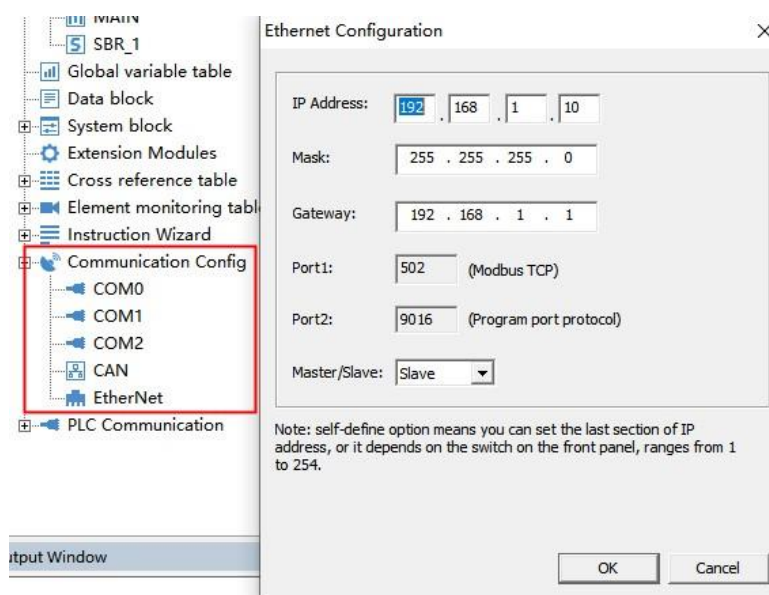 MAIN
SBR_1
Global variable table
Data block
System block
Extension Modules
Cross reference table
Element monitoring tabl
Instruction Wizard
Communication Config
COM0
COM1
COM2
CAN
EtherNet
PLC Communication
utput Window
Ethernet Configuration
IP Address: 192 . 168 . 1 . 10
Mask: 255 . 255 . 255 . 0
Gateway: 192 . 168 . 1 . 1
Port1: 502 (Modbus TCP)
Port2: 9016 (Program port protocol)
Master/Slave: Slave
Note: self-define option means you can set the last section of IP
address, or it depends on the switch on the front panel, ranges from 1
to 254.
OK Cancel